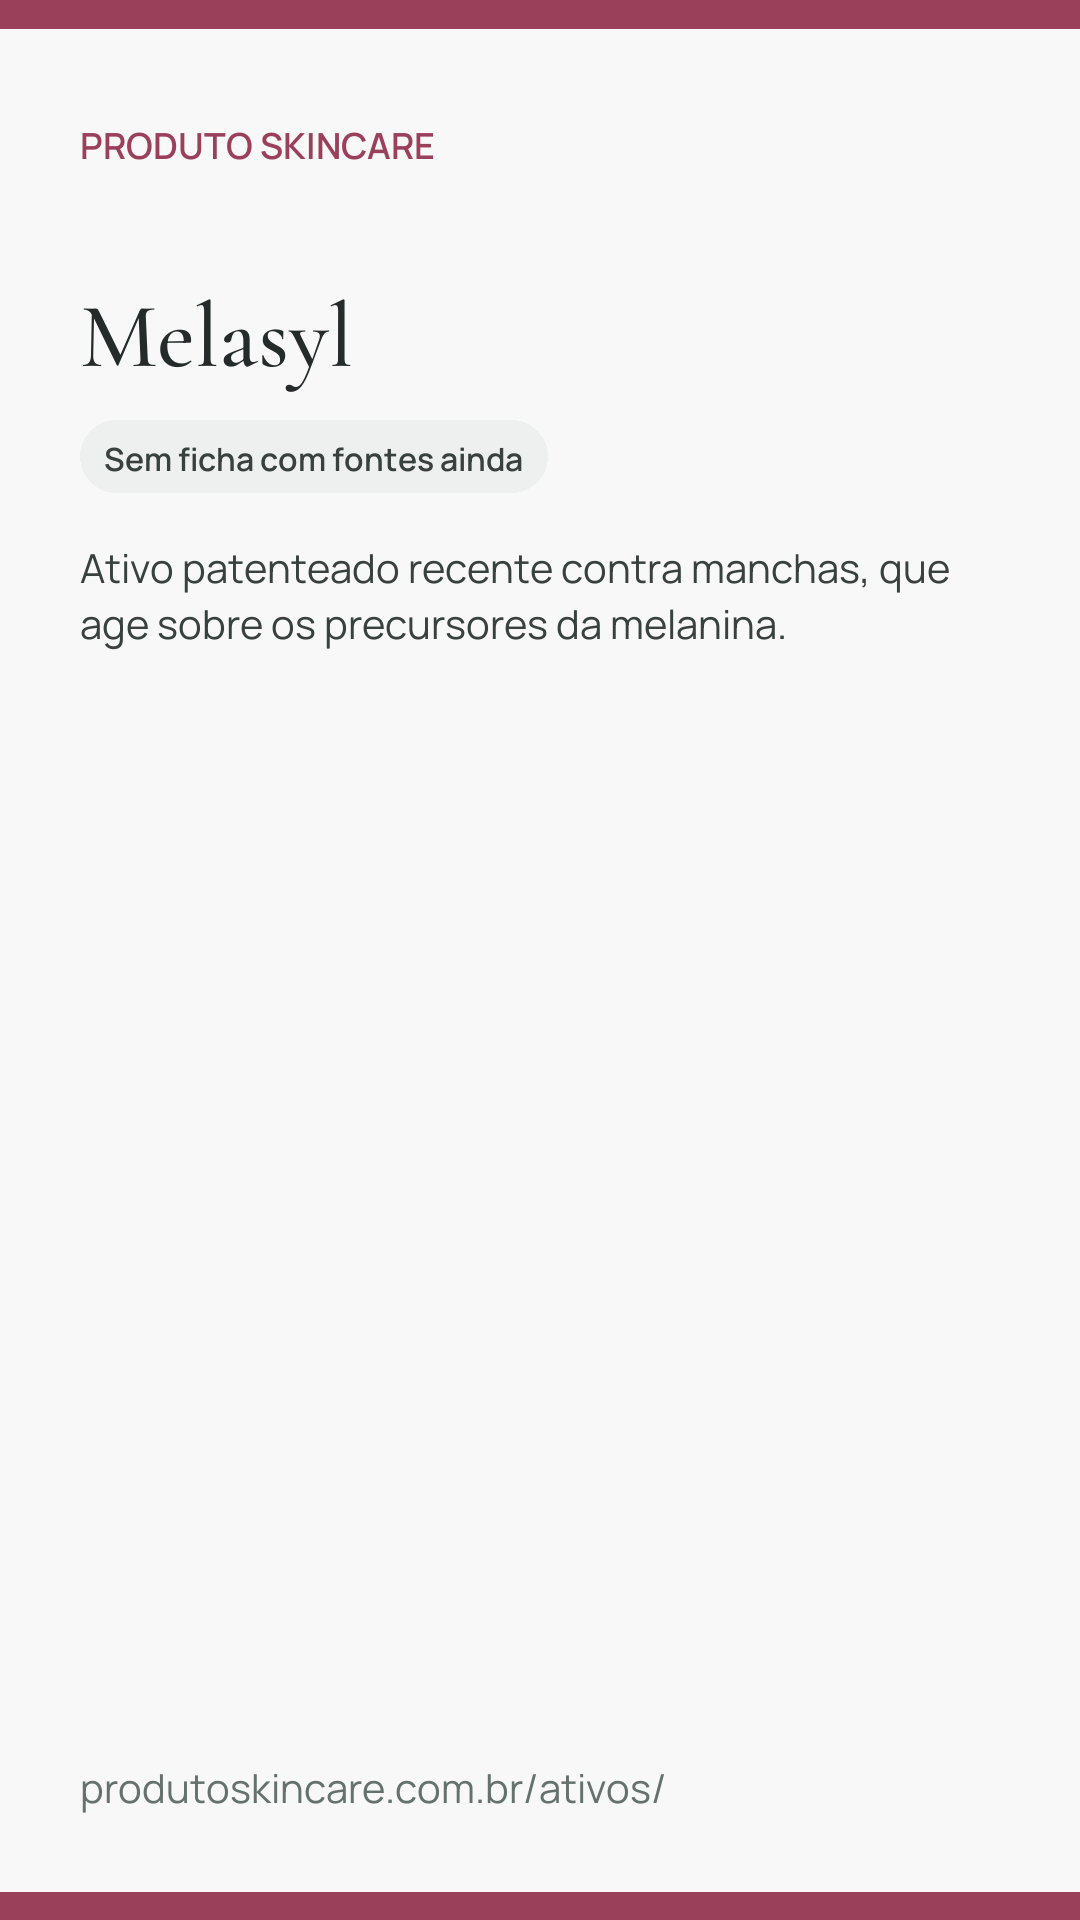 PRODUTO SKINCARE
Melasyl
Sem ficha com fontes ainda
Ativo patenteado recente contra manchas, que
age sobre os precursores da melanina.
produtoskincare.com.br/ativos/